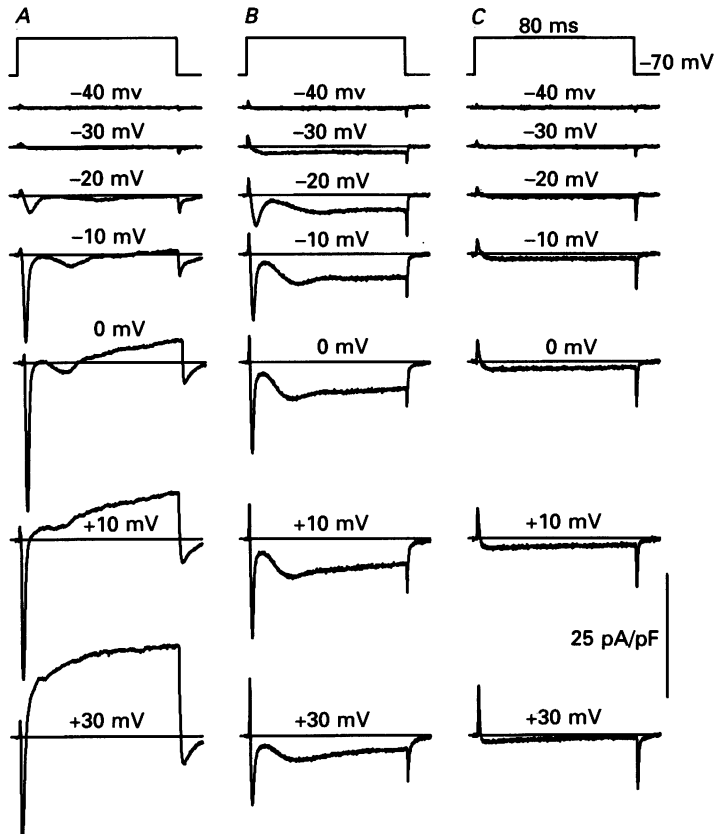 A B C
80 ms
−70 mV
−40 mv −40 mv −40 mV
−30 mV −30 mV −30 mV
−20 mV −20 mV −20 mV
−10 mV −10 mV −10 mV
0 mV 0 mV 0 mV
+10 mV +10 mV +10 mV
25 pA/pF
+30 mV +30 mV +30 mV